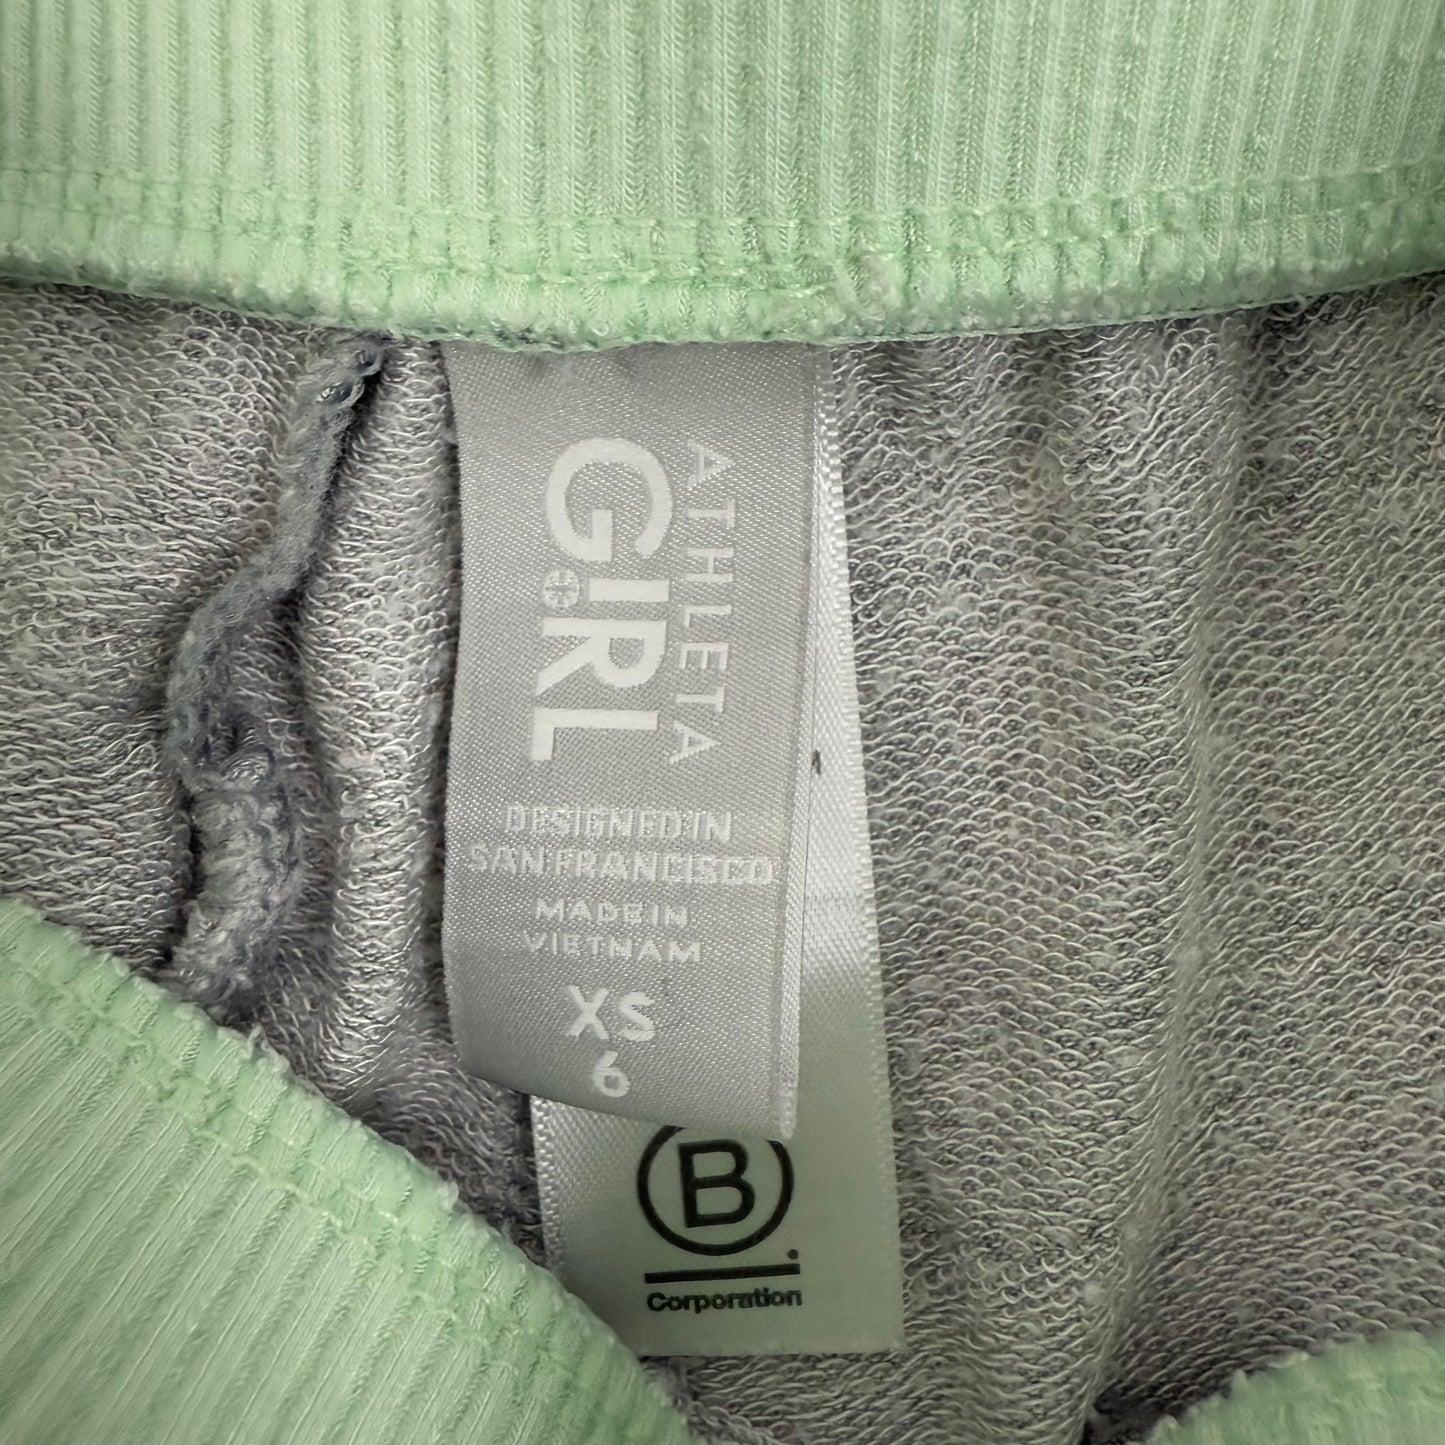 ATHLETA
GIRL
DESIGNED IN
SAN FRANCISCO
MADE IN
VIETNAM
XS
6
B
Corporation